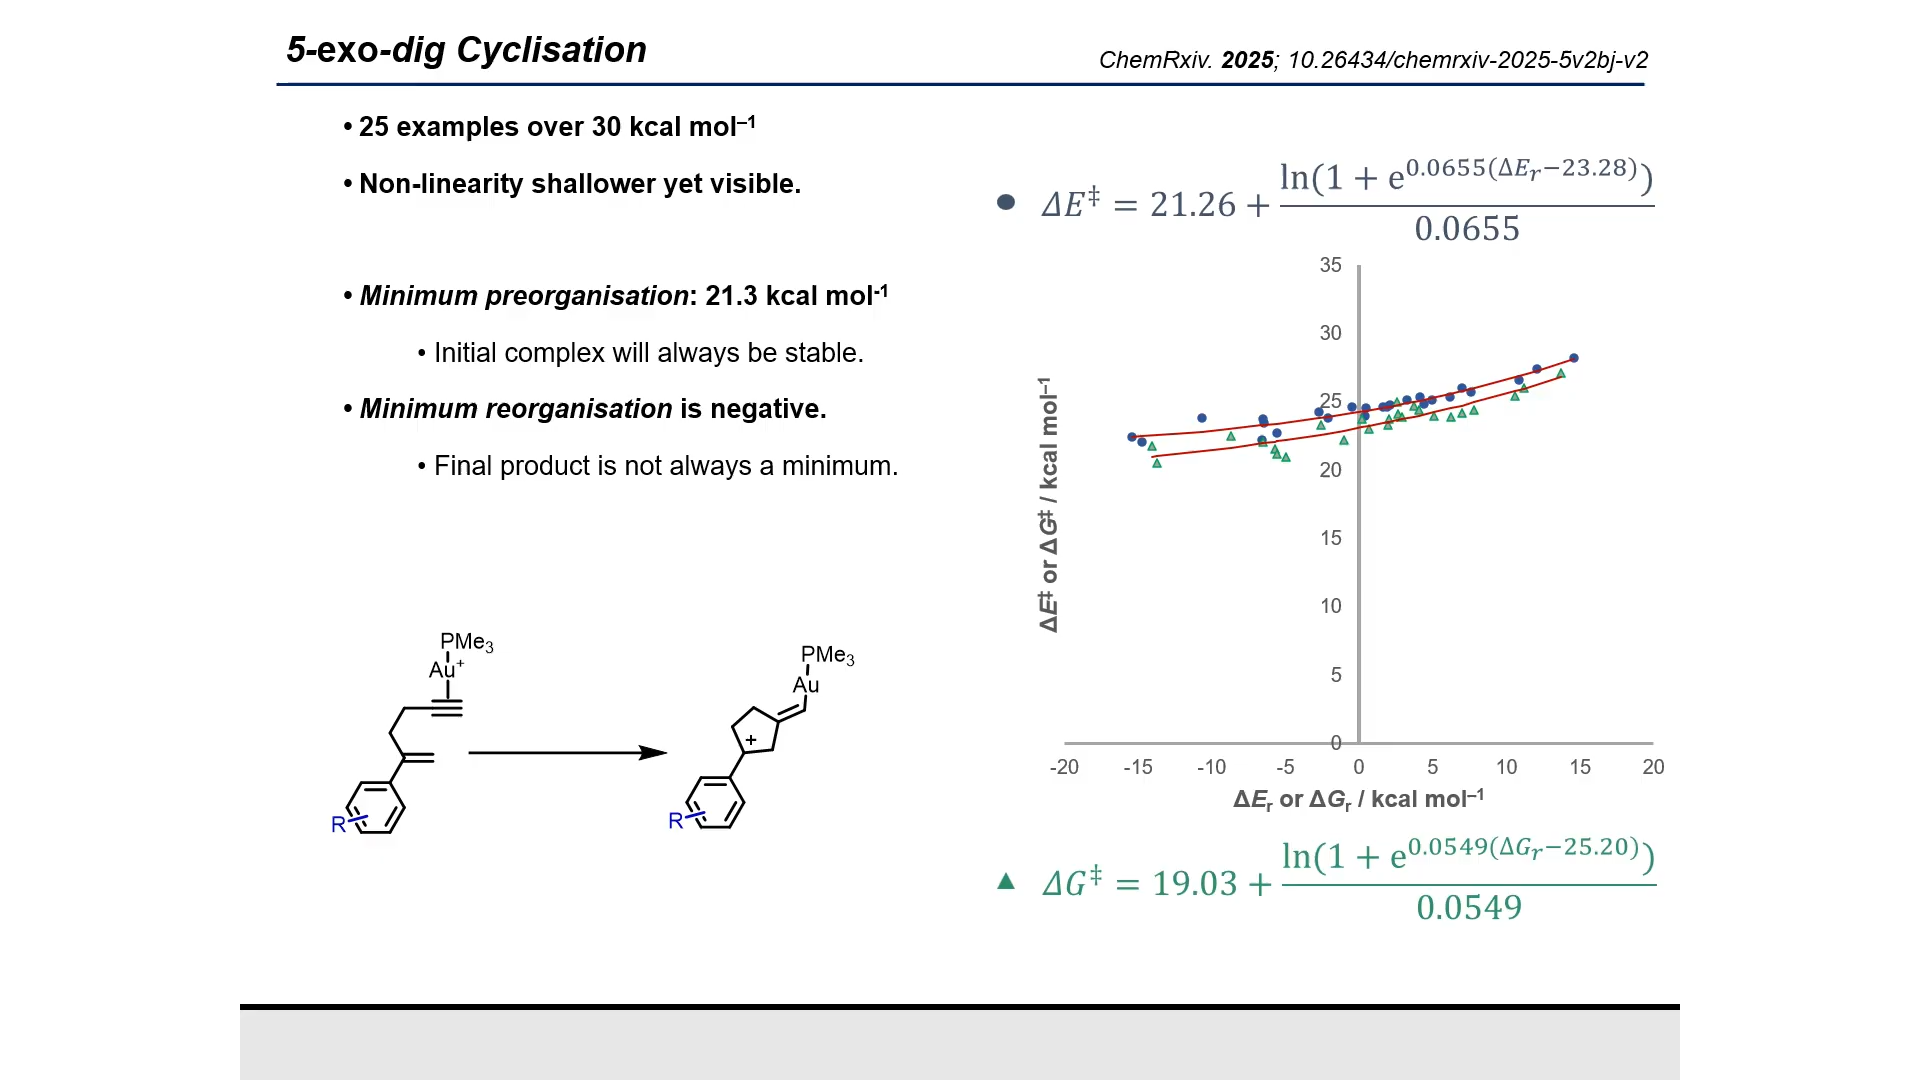 5-exo-dig Cyclisation
ChemRxiv. 2025; 10.26434/chemrxiv-2025-5v2bj-v2
• 25 examples over 30 kcal mol⁻¹
• Non-linearity shallower yet visible.
• Minimum preorganisation: 21.3 kcal mol⁻¹
• Initial complex will always be stable.
• Minimum reorganisation is negative.
• Final product is not always a minimum.
PMe₃
Au⁺
R
PMe₃
Au
+
R
ΔE‡ = 21.26 + ln(1 + e^0.0655(ΔEᵣ−23.28)) / 0.0655
35
30
25
20
15
10
5
0
-20 -15 -10 -5 0 5 10 15 20
ΔE‡ or ΔG‡ / kcal mol⁻¹
ΔEᵣ or ΔGᵣ / kcal mol⁻¹
ΔG‡ = 19.03 + ln(1 + e^0.0549(ΔGᵣ−25.20)) / 0.0549